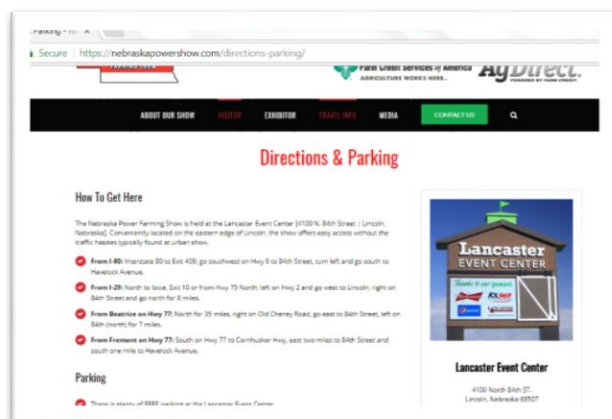 Parking -
Secure | https://nebraskapowershow.com/directions-parking/
Farm Credit Services of America
AGRICULTURE WORKS HERE.
AgDirect.
POWERED BY FARM CREDIT
ABOUT OUR SHOW VISITOR EXHIBITOR TRAVEL INFO MEDIA CONTACT US
Directions & Parking
How To Get Here
The Nebraska Power Farming Show is held at the Lancaster Event Center [4100 N. 84th Street | Lincoln,
Nebraska]. Conveniently located on the eastern edge of Lincoln, the show offers easy access without the
traffic hassles typically found at urban show.
From I-80: Interstate 80 to Exit 409; go southwest on Hwy 6 to 84th Street, turn left and go south to
Havelock Avenue.
From I-29: North to Iowa, Exit 10 or from Hwy 75 North; left on Hwy 2 and go west to Lincoln, right on
84th Street and go north for 8 miles.
From Beatrice on Hwy 77: North for 35 miles, right on Old Cheney Road, go east to 84th Street, left on
84th (north) for 7 miles.
From Fremont on Hwy 77: South on Hwy 77 to Cornhusker Hwy, east two miles to 84th Street and
south one mile to Havelock Avenue.
Parking
There is plenty of FREE parking at the Lancaster Event Center.
Lancaster
EVENT CENTER
Thanks to our sponsors
Lancaster Event Center
4100 North 84th ST.
Lincoln, Nebraska 68507